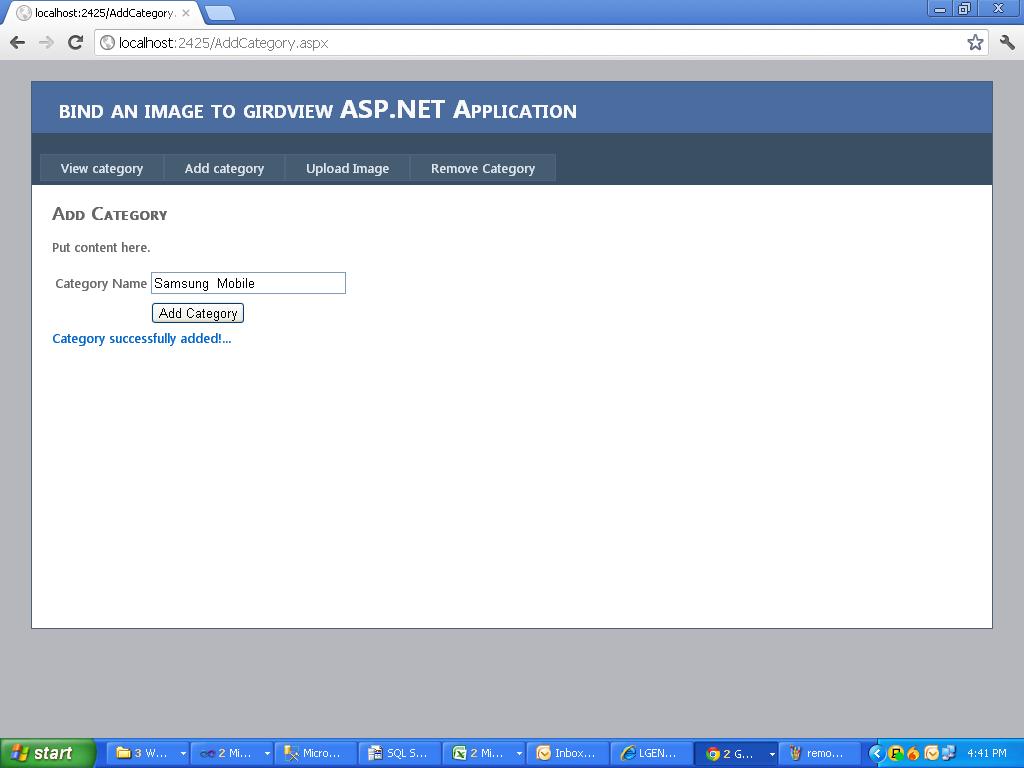 localhost:2425/AddCategory.
localhost:2425/AddCategory.aspx
BIND AN IMAGE TO GIRDVIEW ASP.NET APPLICATION
View category Add category Upload Image Remove Category
ADD CATEGORY
Put content here.
Category Name Samsung  Mobile
Add Category
Category successfully added!...
start 3 W... 2 Mi... Micro... SQL S... 2 Mi... Inbox... LGEN... 2 G... remo... 4:41 PM